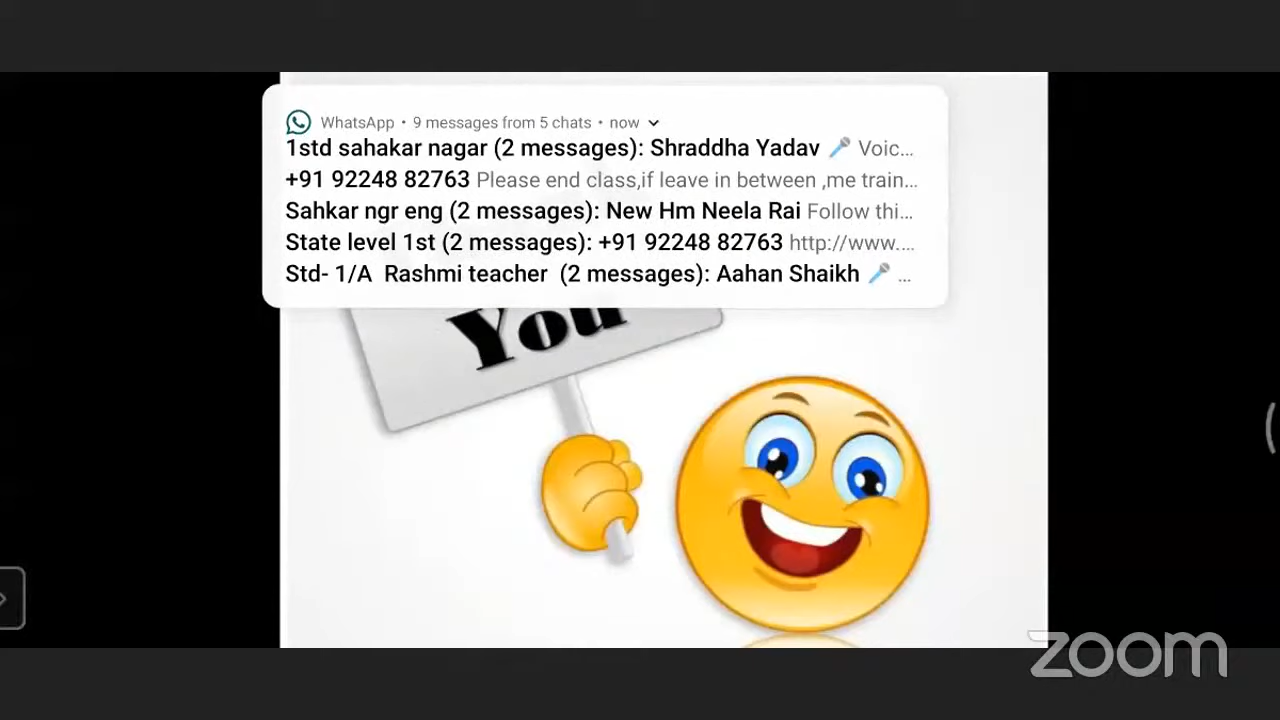 WhatsApp • 9 messages from 5 chats • now
1std sahakar nagar (2 messages): Shraddha Yadav 🎤 Voic...
+91 92248 82763 Please end class,if leave in between ,me train...
Sahkar ngr eng (2 messages): New Hm Neela Rai Follow thi...
State level 1st (2 messages): +91 92248 82763 http://www....
Std- 1/A Rashmi teacher (2 messages): Aahan Shaikh 🎤 ...
You
zoom